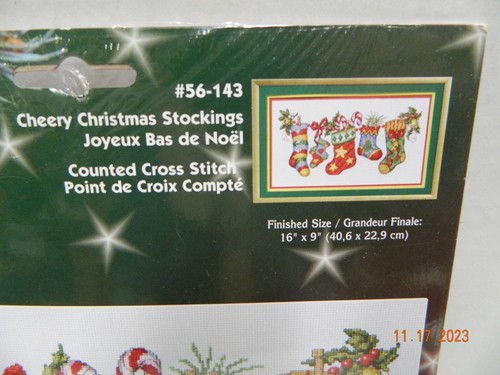 #56-143
Cheery Christmas Stockings
Joyeux Bas de Noël
Counted Cross Stitch
Point de Croix Compté
Finished Size / Grandeur Finale:
16" x 9" (40,6 x 22,9 cm)
11.17.2023